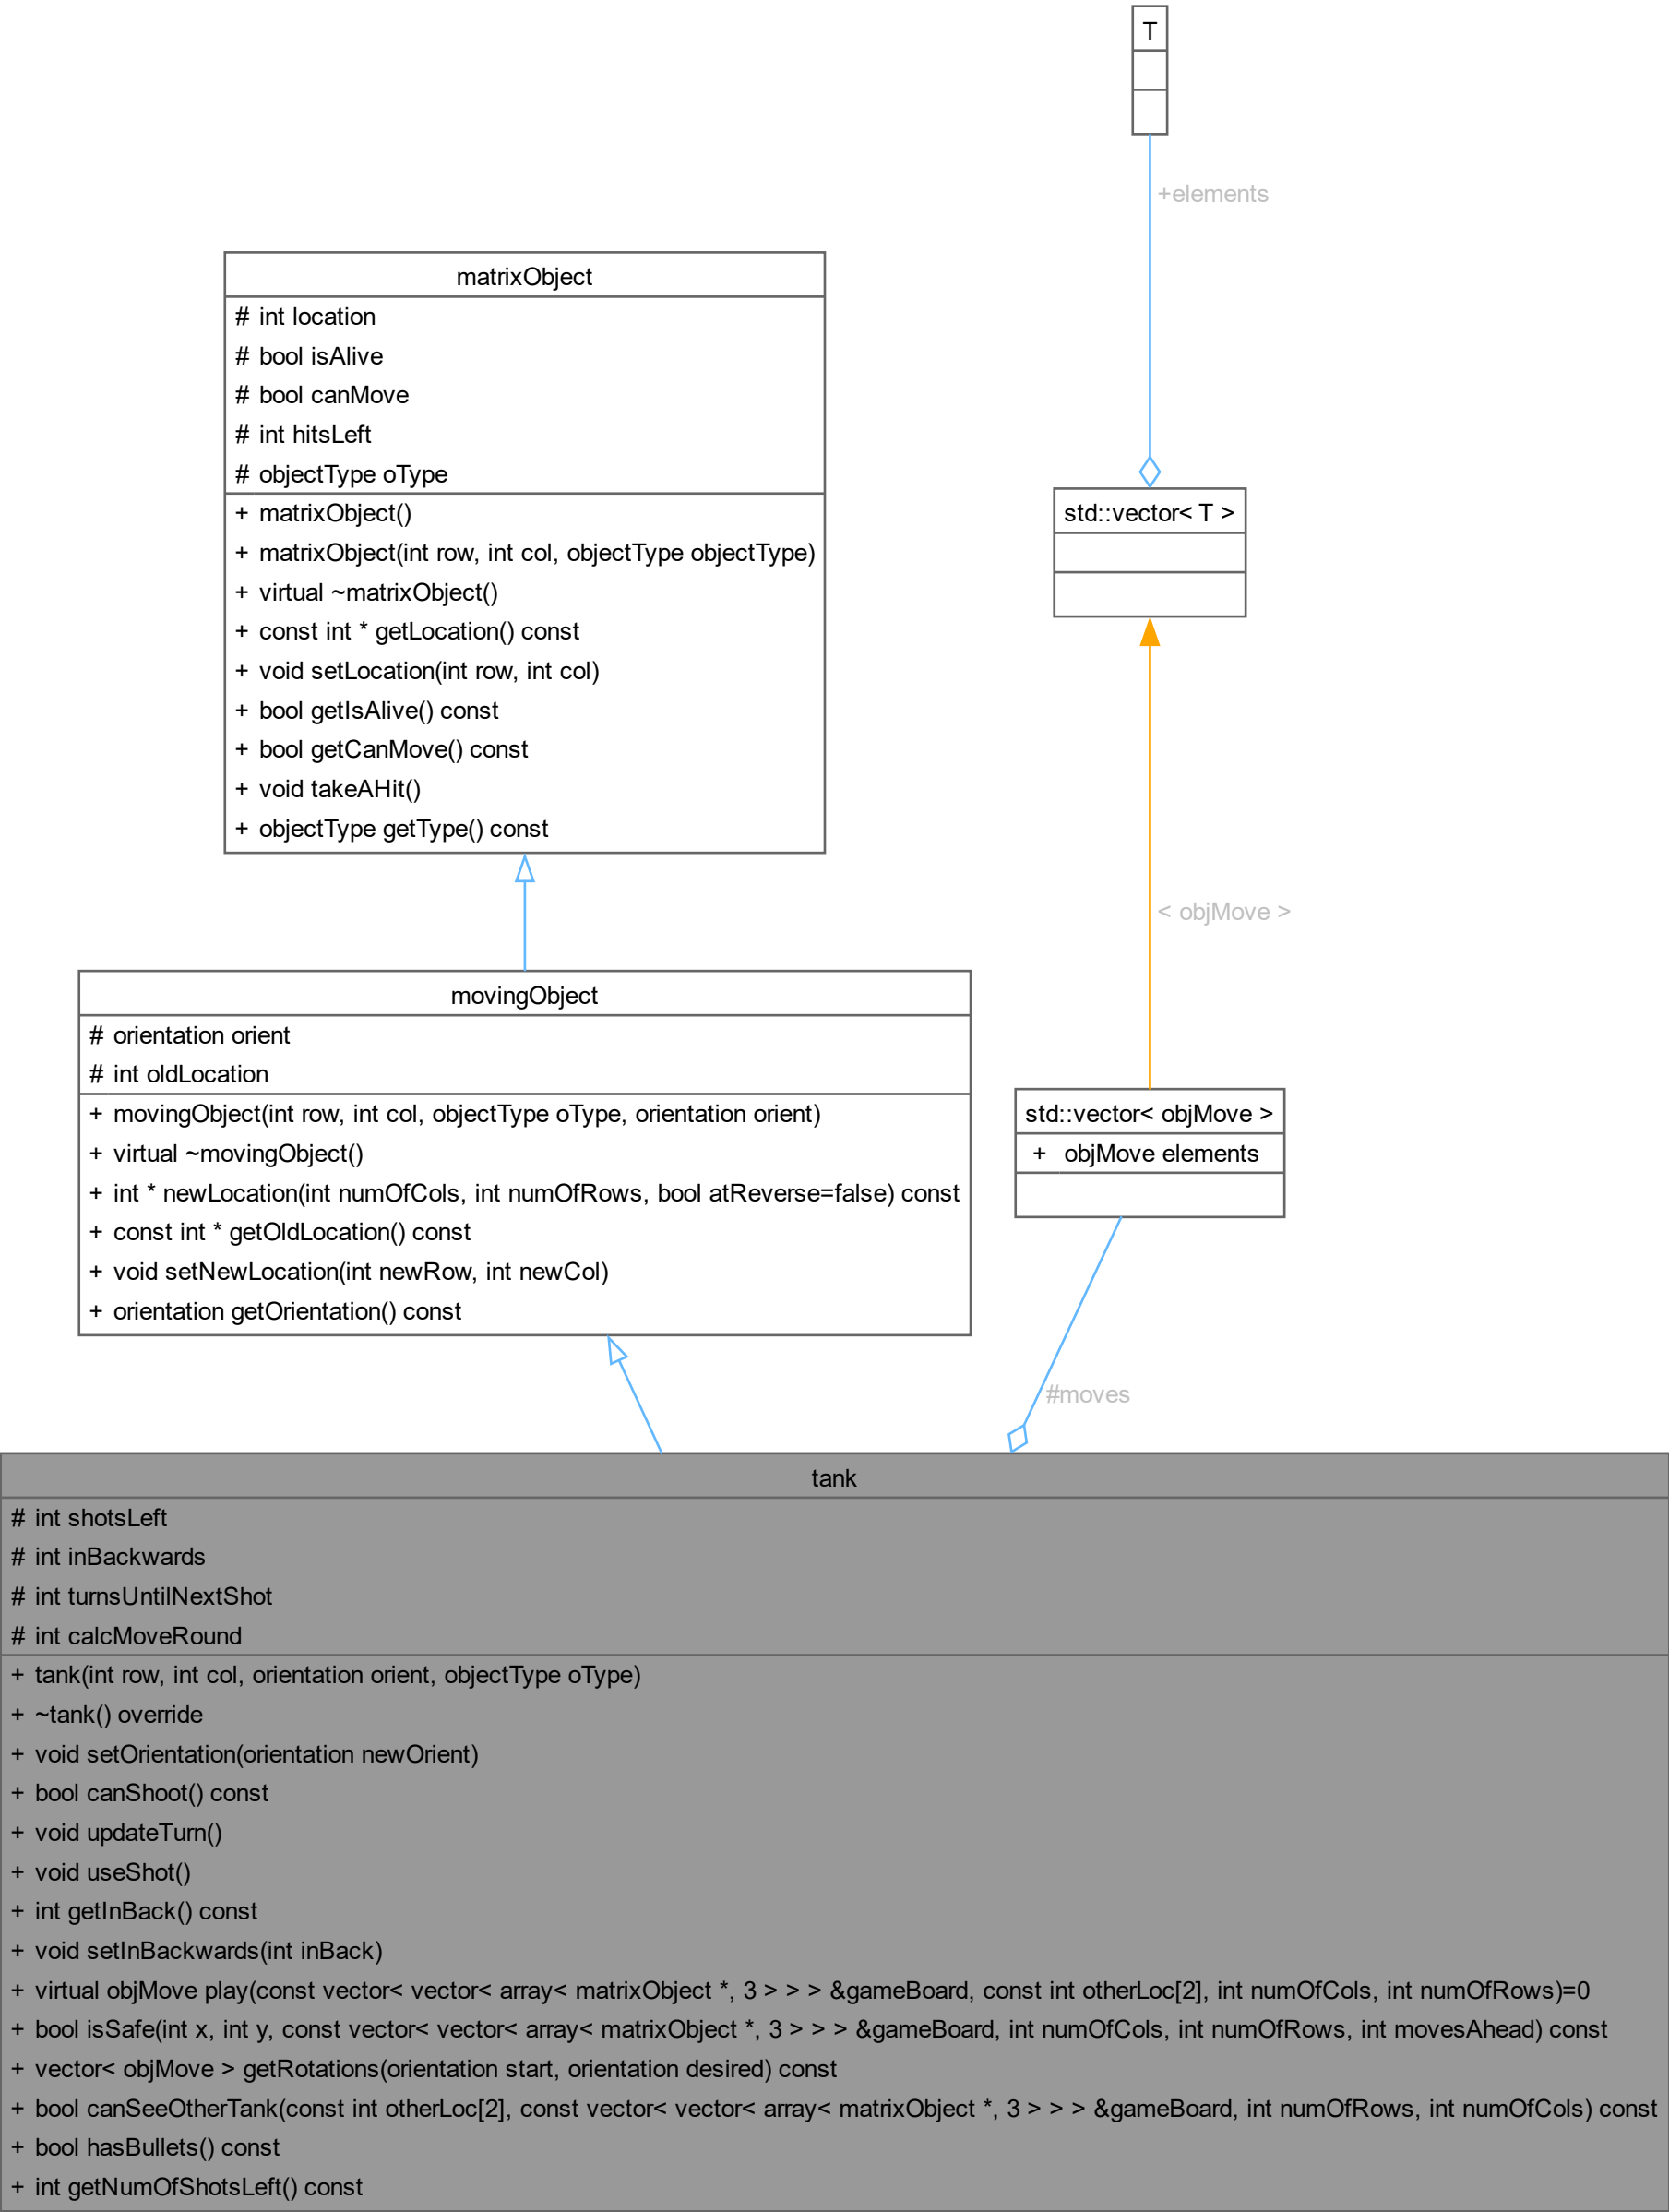 T
+elements
matrixObject
# int location
# bool isAlive
# bool canMove
# int hitsLeft
# objectType oType
+ matrixObject()
+ matrixObject(int row, int col, objectType objectType)
+ virtual ~matrixObject()
+ const int * getLocation() const
+ void setLocation(int row, int col)
+ bool getIsAlive() const
+ bool getCanMove() const
+ void takeAHit()
+ objectType getType() const
std::vector< T >
< objMove >
movingObject
# orientation orient
# int oldLocation
+ movingObject(int row, int col, objectType oType, orientation orient)
+ virtual ~movingObject()
+ int * newLocation(int numOfCols, int numOfRows, bool atReverse=false) const
+ const int * getOldLocation() const
+ void setNewLocation(int newRow, int newCol)
+ orientation getOrientation() const
std::vector< objMove >
+ objMove elements
#moves
tank
# int shotsLeft
# int inBackwards
# int turnsUntilNextShot
# int calcMoveRound
+ tank(int row, int col, orientation orient, objectType oType)
+ ~tank() override
+ void setOrientation(orientation newOrient)
+ bool canShoot() const
+ void updateTurn()
+ void useShot()
+ int getInBack() const
+ void setInBackwards(int inBack)
+ virtual objMove play(const vector< vector< array< matrixObject *, 3 > > > &gameBoard, const int otherLoc[2], int numOfCols, int numOfRows)=0
+ bool isSafe(int x, int y, const vector< vector< array< matrixObject *, 3 > > > &gameBoard, int numOfCols, int numOfRows, int movesAhead) const
+ vector< objMove > getRotations(orientation start, orientation desired) const
+ bool canSeeOtherTank(const int otherLoc[2], const vector< vector< array< matrixObject *, 3 > > > &gameBoard, int numOfRows, int numOfCols) const
+ bool hasBullets() const
+ int getNumOfShotsLeft() const